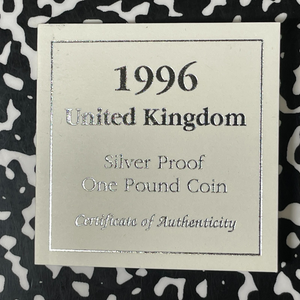 1996
United Kingdom
Silver Proof
One Pound Coin
Certificate of Authenticity